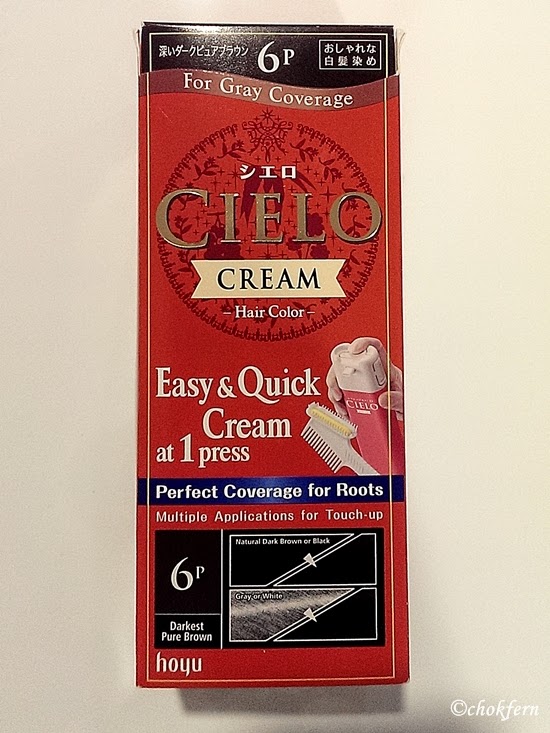 深いダークピュアブラウン
6P
おしゃれな
白髪染め
For Gray Coverage
シエロ
CIELO
CREAM
– Hair Color –
Easy & Quick
Cream
at 1 press
CIELO
Perfect Coverage for Roots
Multiple Applications for Touch-up
6P
Darkest
Pure Brown
Natural Dark Brown or Black
Gray or White
hoyu
©chokfern